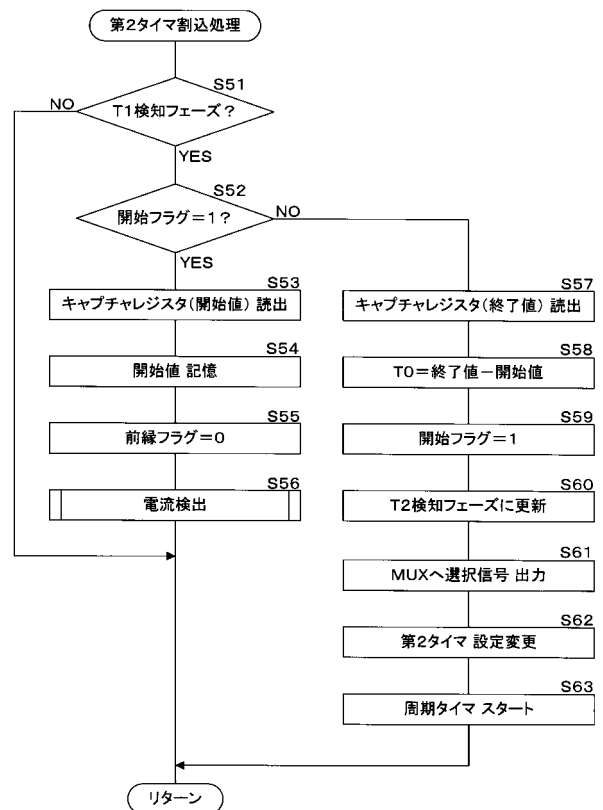 第2タイマ割込処理
S51
T1検知フェーズ？
NO
YES
S52
開始フラグ＝1？
NO
YES
S53
キャプチャレジスタ（開始値） 読出
S54
開始値 記憶
S55
前縁フラグ＝0
S56
電流検出
S57
キャプチャレジスタ（終了値） 読出
S58
T0＝終了値－開始値
S59
開始フラグ＝1
S60
T2検知フェーズに更新
S61
MUXへ選択信号 出力
S62
第2タイマ 設定変更
S63
周期タイマ スタート
リターン